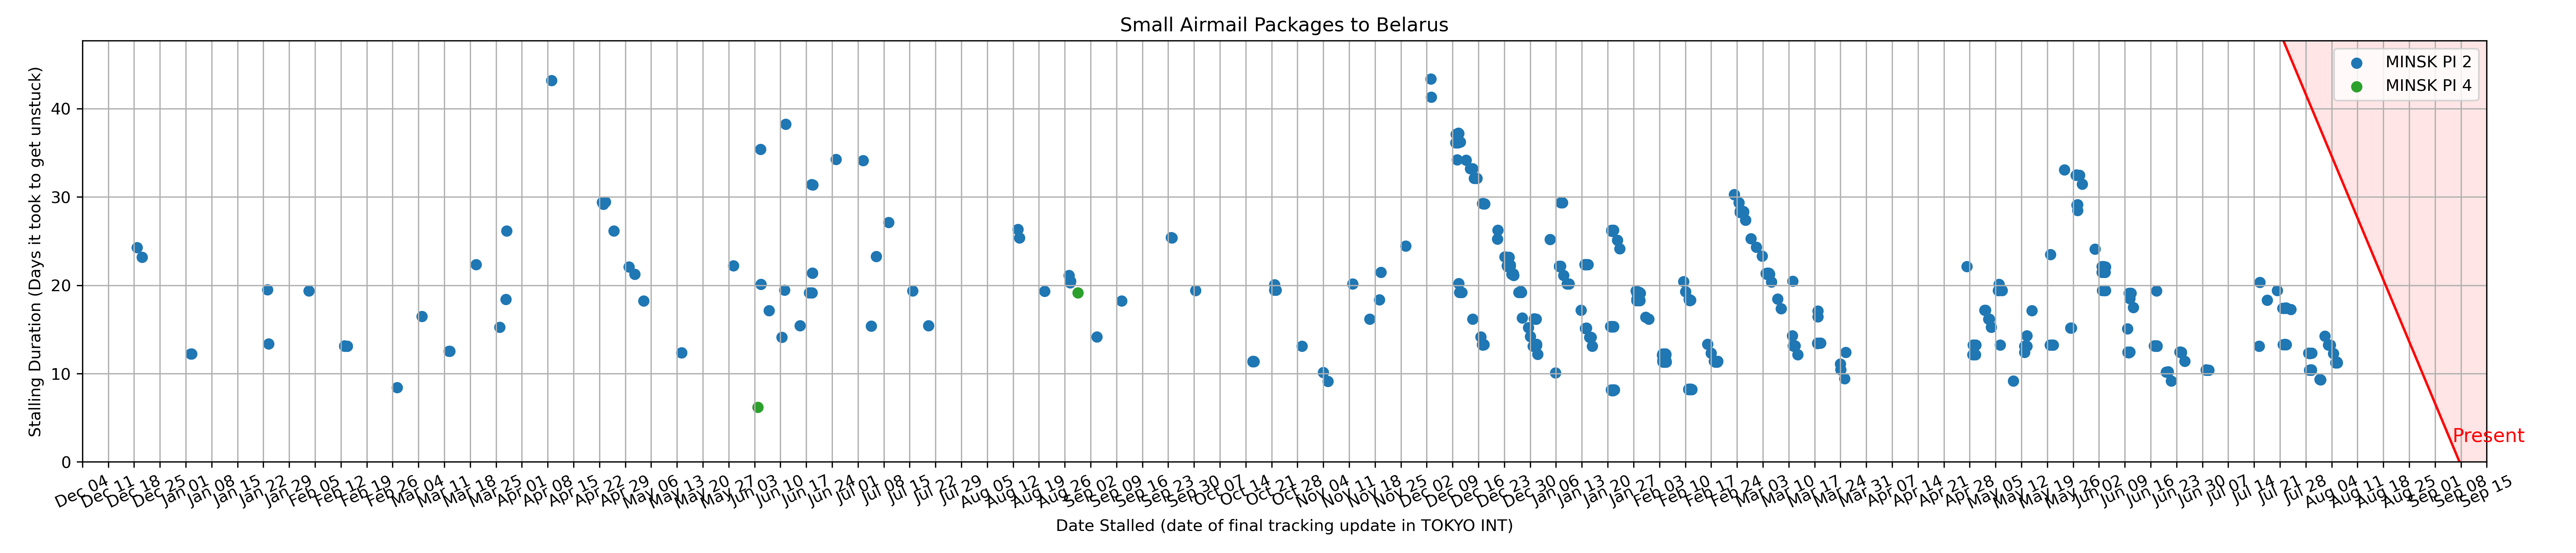 Small Airmail Packages to Belarus
MINSK PI 2
MINSK PI 4
Stalling Duration (Days it took to get unstuck)
40
30
20
10
0
Present
Dec 04 Dec 11 Dec 18 Dec 25 Jan 01 Jan 08 Jan 15 Jan 22 Jan 29 Feb 05 Feb 12 Feb 19 Feb 26 Mar 04 Mar 11 Mar 18 Mar 25 Apr 01 Apr 08 Apr 15 Apr 22 Apr 29 May 06 May 13 May 20 May 27 Jun 03 Jun 10 Jun 17 Jun 24 Jul 01 Jul 08 Jul 15 Jul 22 Jul 29 Aug 05 Aug 12 Aug 19 Aug 26 Sep 02 Sep 09 Sep 16 Sep 23 Sep 30 Oct 07 Oct 14 Oct 21 Oct 28 Nov 04 Nov 11 Nov 18 Nov 25 Dec 02 Dec 09 Dec 16 Dec 23 Dec 30 Jan 06 Jan 13 Jan 20 Jan 27 Feb 03 Feb 10 Feb 17 Feb 24 Mar 03 Mar 10 Mar 17 Mar 24 Mar 31 Apr 07 Apr 14 Apr 21 Apr 28 May 05 May 12 May 19 May 26 Jun 02 Jun 09 Jun 16 Jun 23 Jun 30 Jul 07 Jul 14 Jul 21 Jul 28 Aug 04 Aug 11 Aug 18 Aug 25 Sep 01 Sep 08 Sep 15
Date Stalled (date of final tracking update in TOKYO INT)